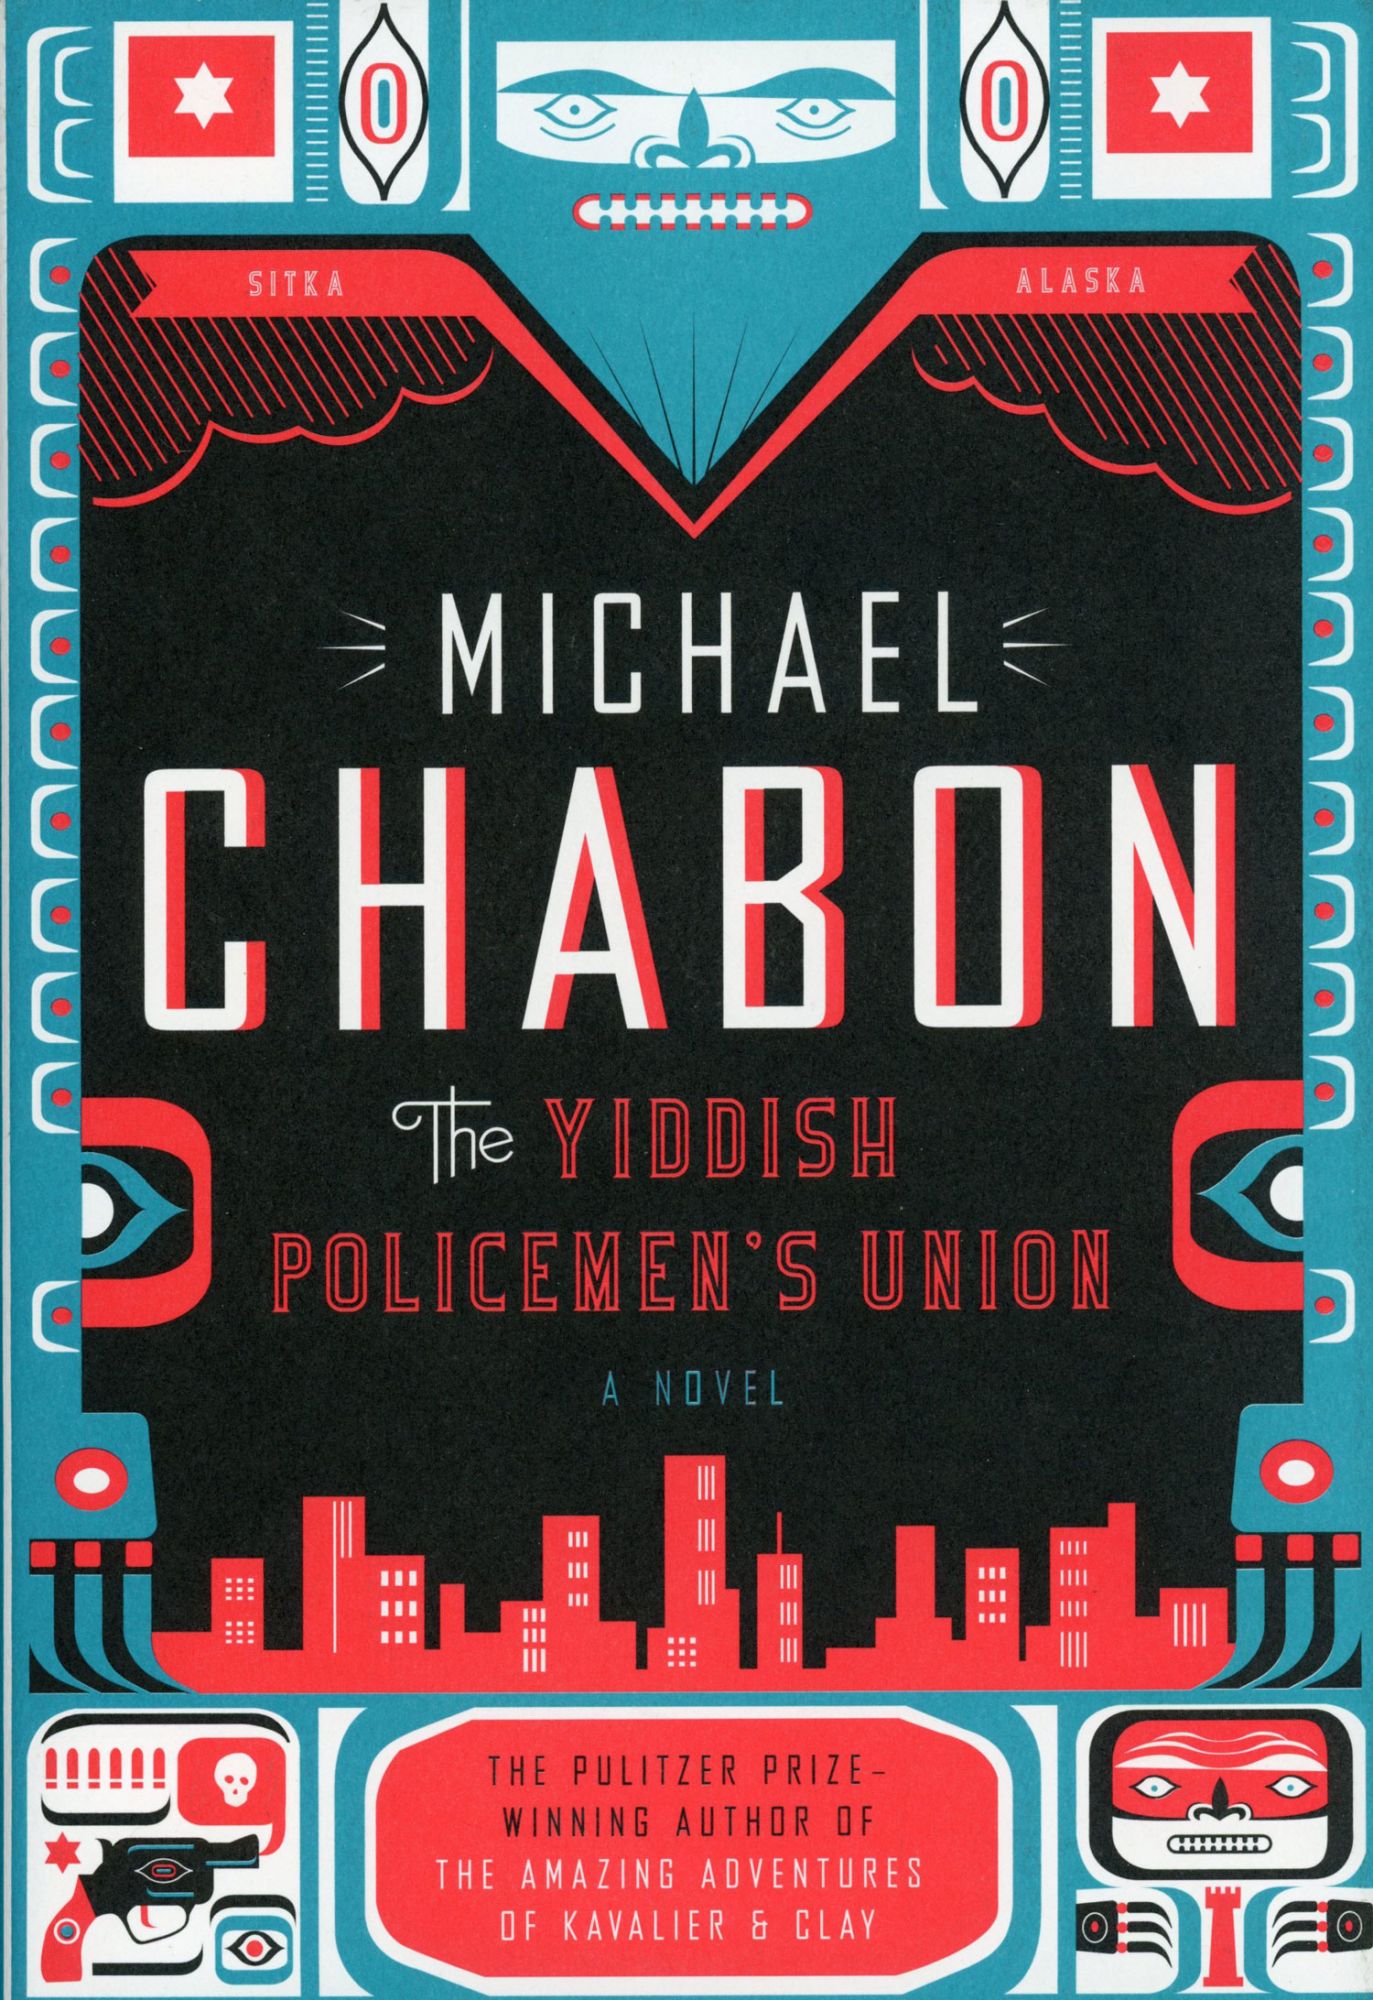 SITKA
ALASKA
MICHAEL
CHABON
The YIDDISH
POLICEMEN'S UNION
A NOVEL
THE PULITZER PRIZE–
WINNING AUTHOR OF
THE AMAZING ADVENTURES
OF KAVALIER & CLAY